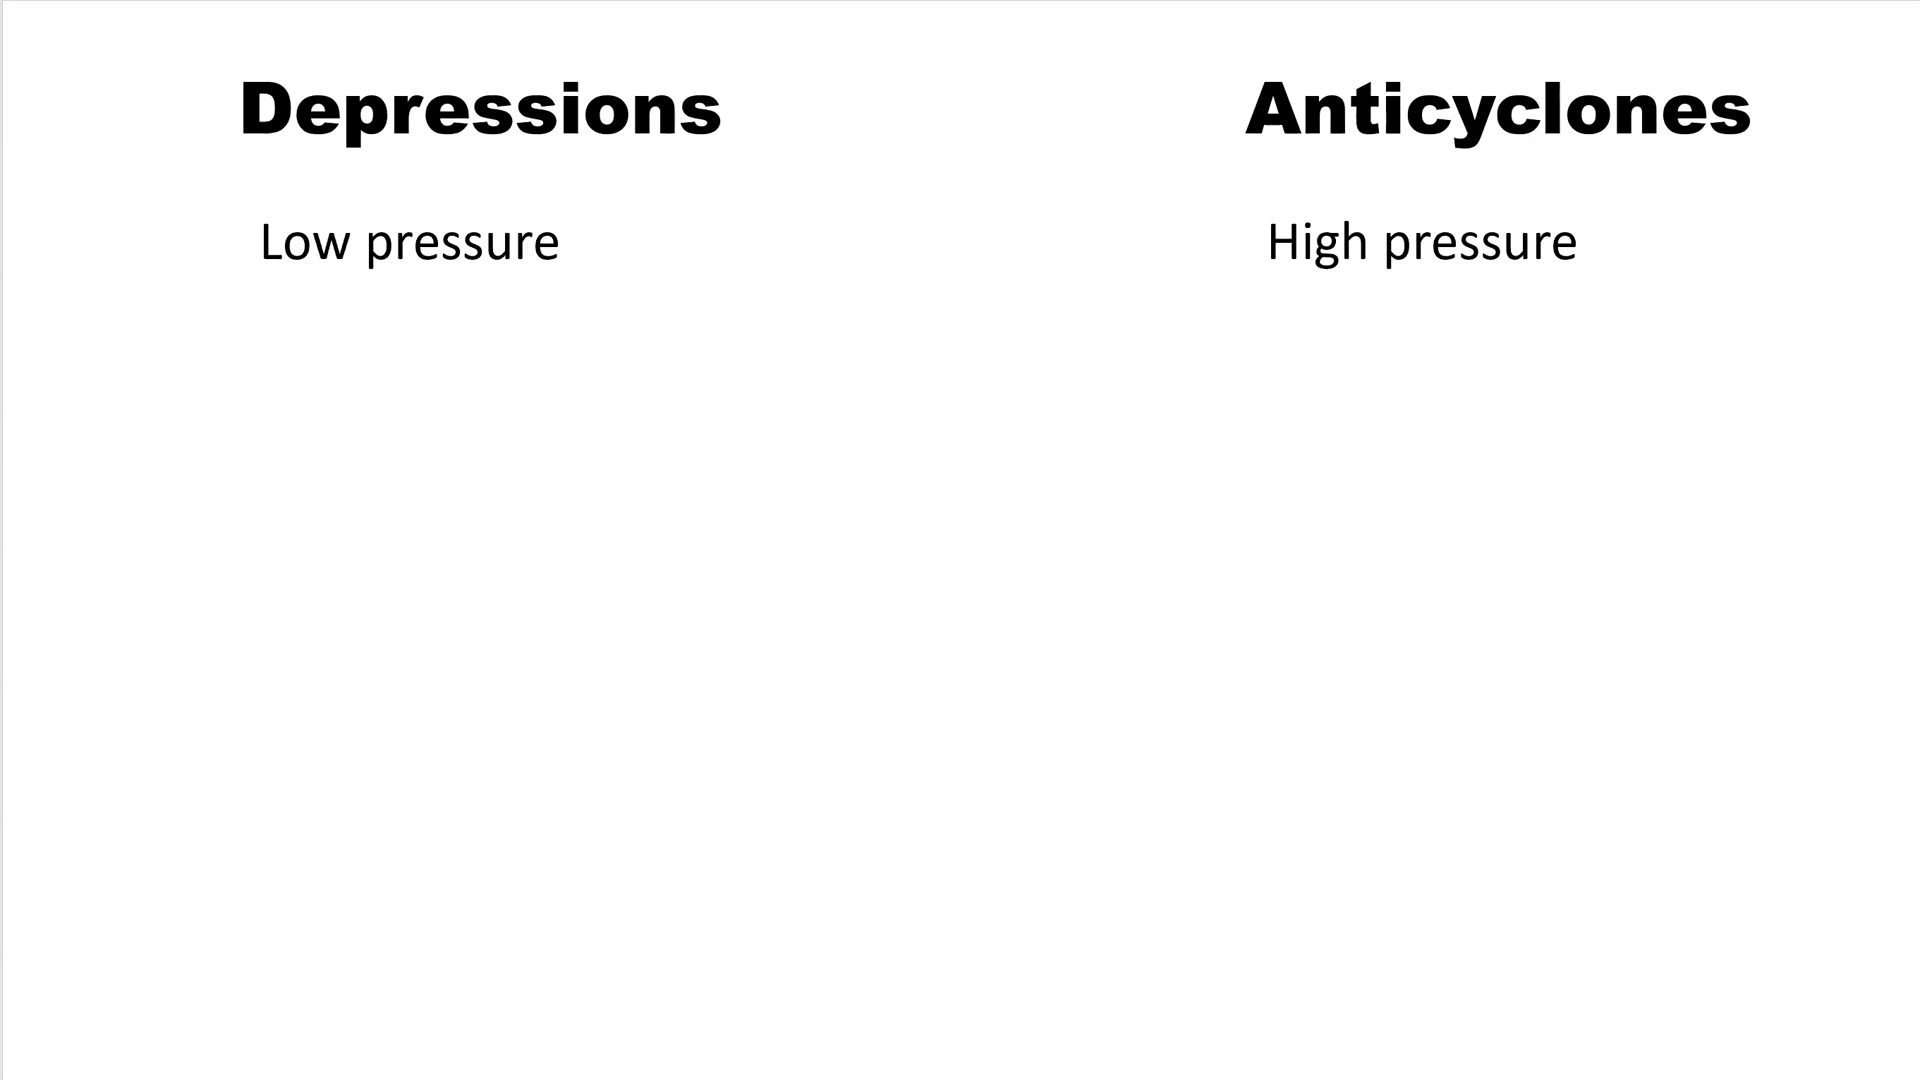 Depressions
Anticyclones
Low pressure
High pressure